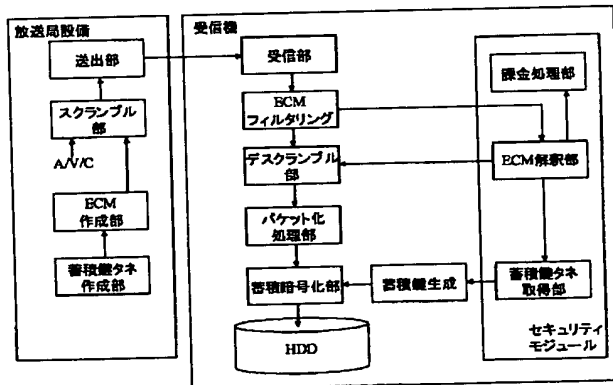 放送局設備
送出部
スクランブル
部
A/V/C
ECM
作成部
蓄積鍵タネ
作成部
受信機
受信部
ECM
フィルタリング
デスクランブル
部
パケット化
処理部
蓄積暗号化部
HDD
蓄積鍵生成
課金処理部
ECM解釈部
蓄積鍵タネ
取得部
セキュリティ
モジュール